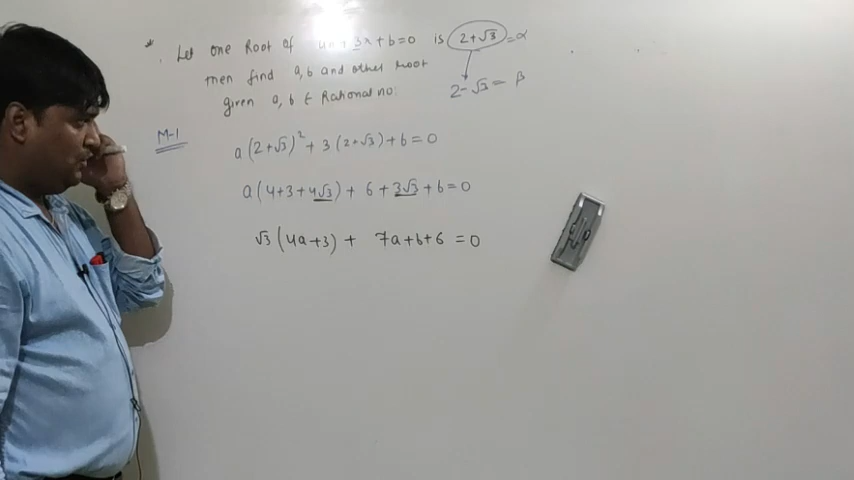 * . Let one Root of + 3x + b = 0 is 2+√3 = α
then find a, b and other root
2-√3 = β
given a, b ∈ Rational no.
M-1
a(2+√3)² + 3(2+√3) + b = 0
a(4+3+4√3) + 6 + 3√3 + b = 0
√3(4a+3) + 7a+b+6 = 0